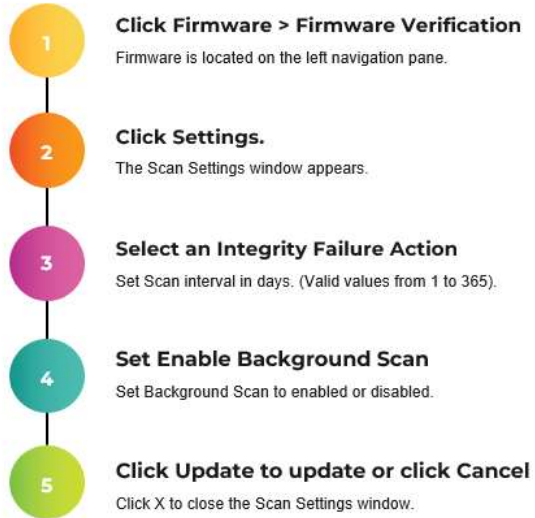 1
Click Firmware > Firmware Verification
Firmware is located on the left navigation pane.
2
Click Settings.
The Scan Settings window appears.
3
Select an Integrity Failure Action
Set Scan interval in days. (Valid values from 1 to 365).
4
Set Enable Background Scan
Set Background Scan to enabled or disabled.
5
Click Update to update or click Cancel
Click X to close the Scan Settings window.